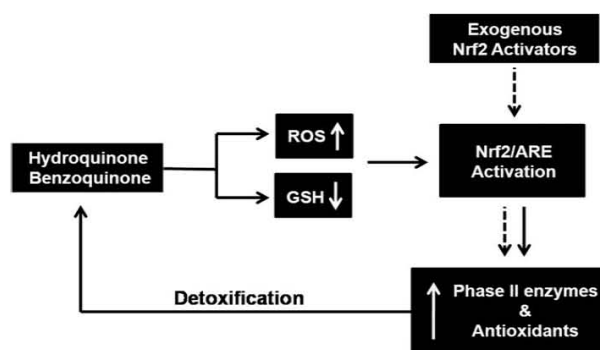 Exogenous
Nrf2 Activators
ROS
Hydroquinone
Benzoquinone
Nrf2/ARE
Activation
GSH
Phase II enzymes
&
Antioxidants
Detoxification